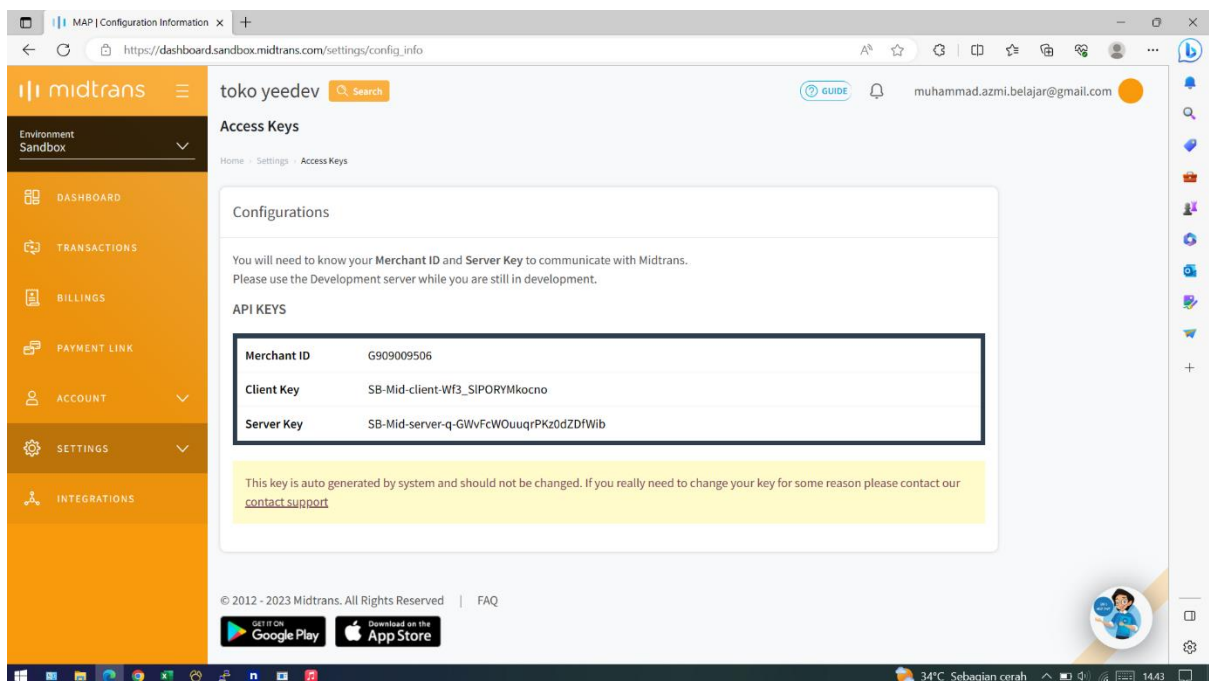 MAP | Configuration Information
https://dashboard.sandbox.midtrans.com/settings/config_info
midtrans
toko yeedev
Search
GUIDE
muhammad.azmi.belajar@gmail.com
Environment
Sandbox
Access Keys
Home > Settings > Access Keys
DASHBOARD
TRANSACTIONS
BILLINGS
PAYMENT LINK
ACCOUNT
SETTINGS
INTEGRATIONS
Configurations
You will need to know your Merchant ID and Server Key to communicate with Midtrans.
Please use the Development server while you are still in development.
API KEYS
Merchant ID G909009506
Client Key SB-Mid-client-Wf3_SlPORYMkocno
Server Key SB-Mid-server-q-GWvFcWOuuqrPKz0dZDfWib
This key is auto generated by system and should not be changed. If you really need to change your key for some reason please contact our
contact support
© 2012 - 2023 Midtrans. All Rights Reserved | FAQ
GET IT ON
Google Play
Download on the
App Store
34°C Sebagian cerah
14.43